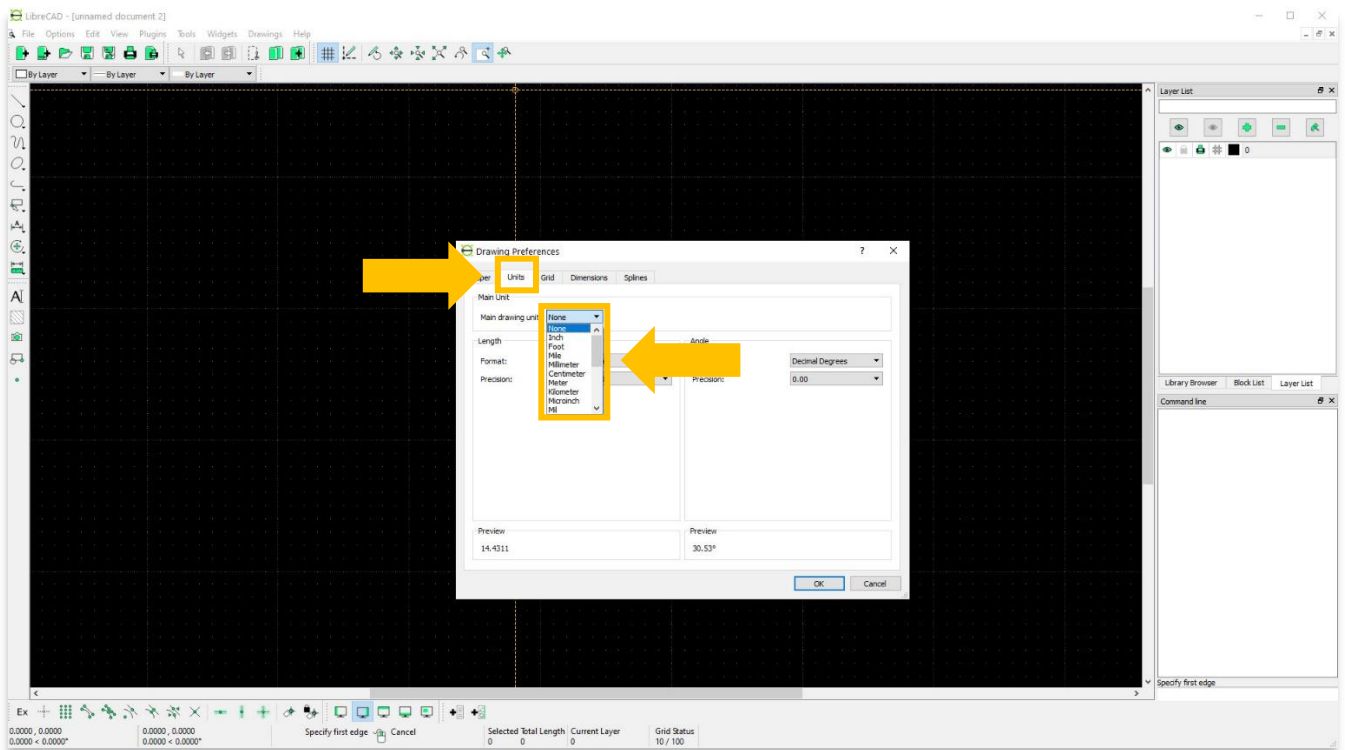 LibreCAD - [unnamed document 2]
File Options Edit View Plugins Tools Widgets Drawings Help
By Layer By Layer By Layer
Layer List
0
Drawing Preferences ?
per Units Grid Dimensions Splines
Main Unit
Main drawing unit None
None
Inch
Foot
Mile
Millimeter
Centimeter
Meter
Kilometer
Microinch
Mil
Length
Format:
Precision:
Angle
Decimal Degrees
Precision: 0.00
Preview
14.4311
Preview
30.53°
OK Cancel
Library Browser Block List Layer List
Command line
Specify first edge
Ex
0.0000 , 0.0000
0.0000 < 0.0000°
0.0000 , 0.0000
0.0000 < 0.0000°
Specify first edge Cancel
Selected Total Length Current Layer
0 0 0
Grid Status
10 / 100